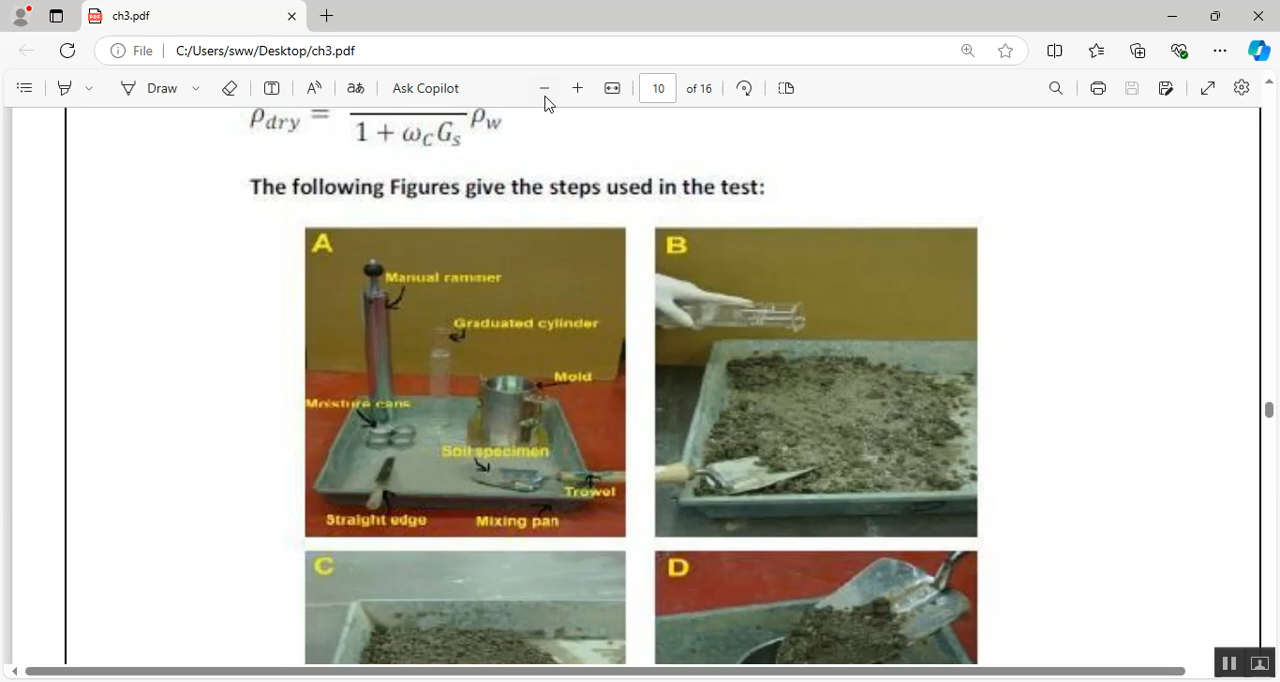 ch3.pdf
File
C:/Users/sww/Desktop/ch3.pdf
Draw
aあ
Ask Copilot
10 of 16
ρdry = 1 + ωcGs ρw
The following Figures give the steps used in the test:
A
Manual rammer
Graduated cylinder
Mold
Moisture cans
Soil specimen
Trowel
Straight edge
Mixing pan
B
C
D